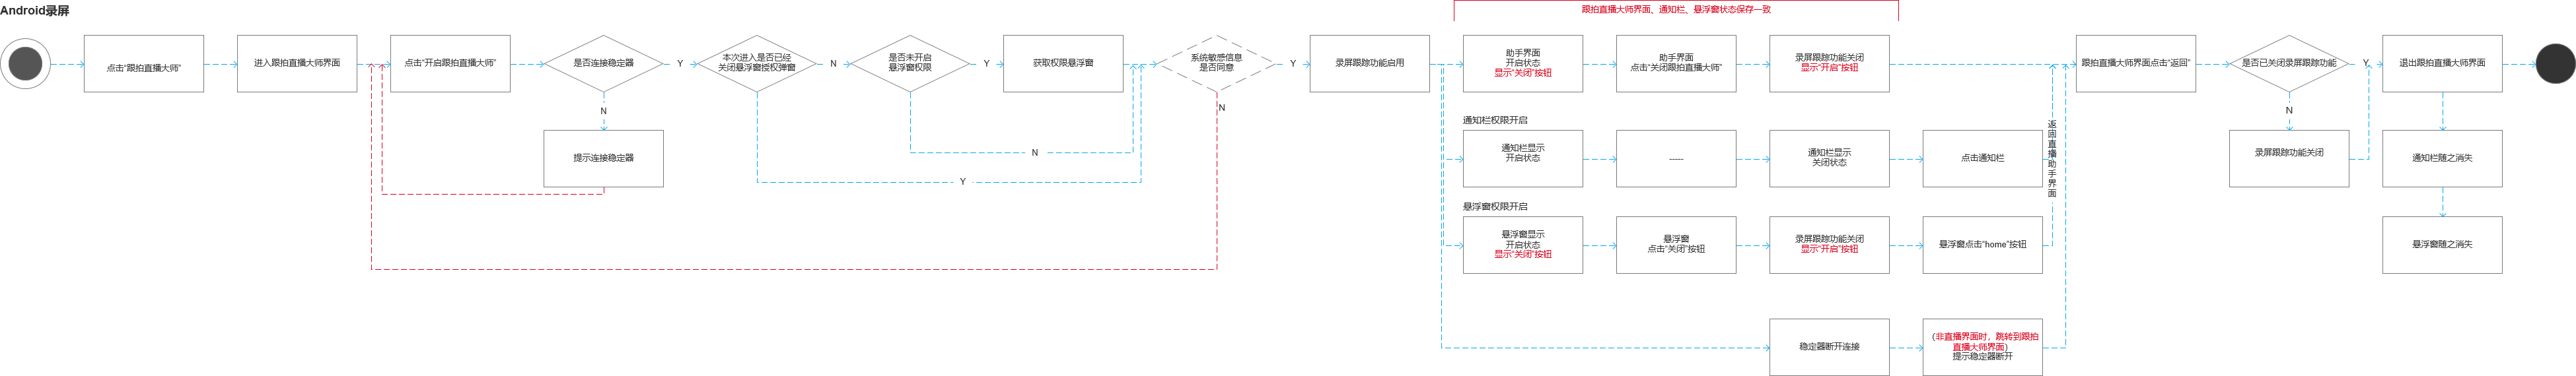 Android录屏
跟拍直播大师界面、通知栏、悬浮窗状态保存一致
点击“跟拍直播大师”
进入跟拍直播大师界面
点击“开启跟拍直播大师”
是否连接稳定器
Y
本次进入是否已经
关闭悬浮窗授权弹窗
N
是否未开启
悬浮窗权限
Y
获取权限悬浮窗
系统敏感信息
是否同意
Y
录屏跟踪功能启用
助手界面
开启状态
显示“关闭”按钮
助手界面
点击“关闭跟拍直播大师”
录屏跟踪功能关闭
显示“开启”按钮
跟拍直播大师界面点击“返回”
是否已关闭录屏跟踪功能
Y
退出跟拍直播大师界面
N
提示连接稳定器
N
Y
N
通知栏权限开启
通知栏显示
开启状态
-----
通知栏显示
关闭状态
点击通知栏
返回直播助手界面
N
录屏跟踪功能关闭
通知栏随之消失
悬浮窗权限开启
悬浮窗显示
开启状态
显示“关闭”按钮
悬浮窗
点击“关闭”按钮
录屏跟踪功能关闭
显示“开启”按钮
悬浮窗点击“home”按钮
悬浮窗随之消失
稳定器断开连接
（非直播界面时，跳转到跟拍
直播大师界面）
提示稳定器断开